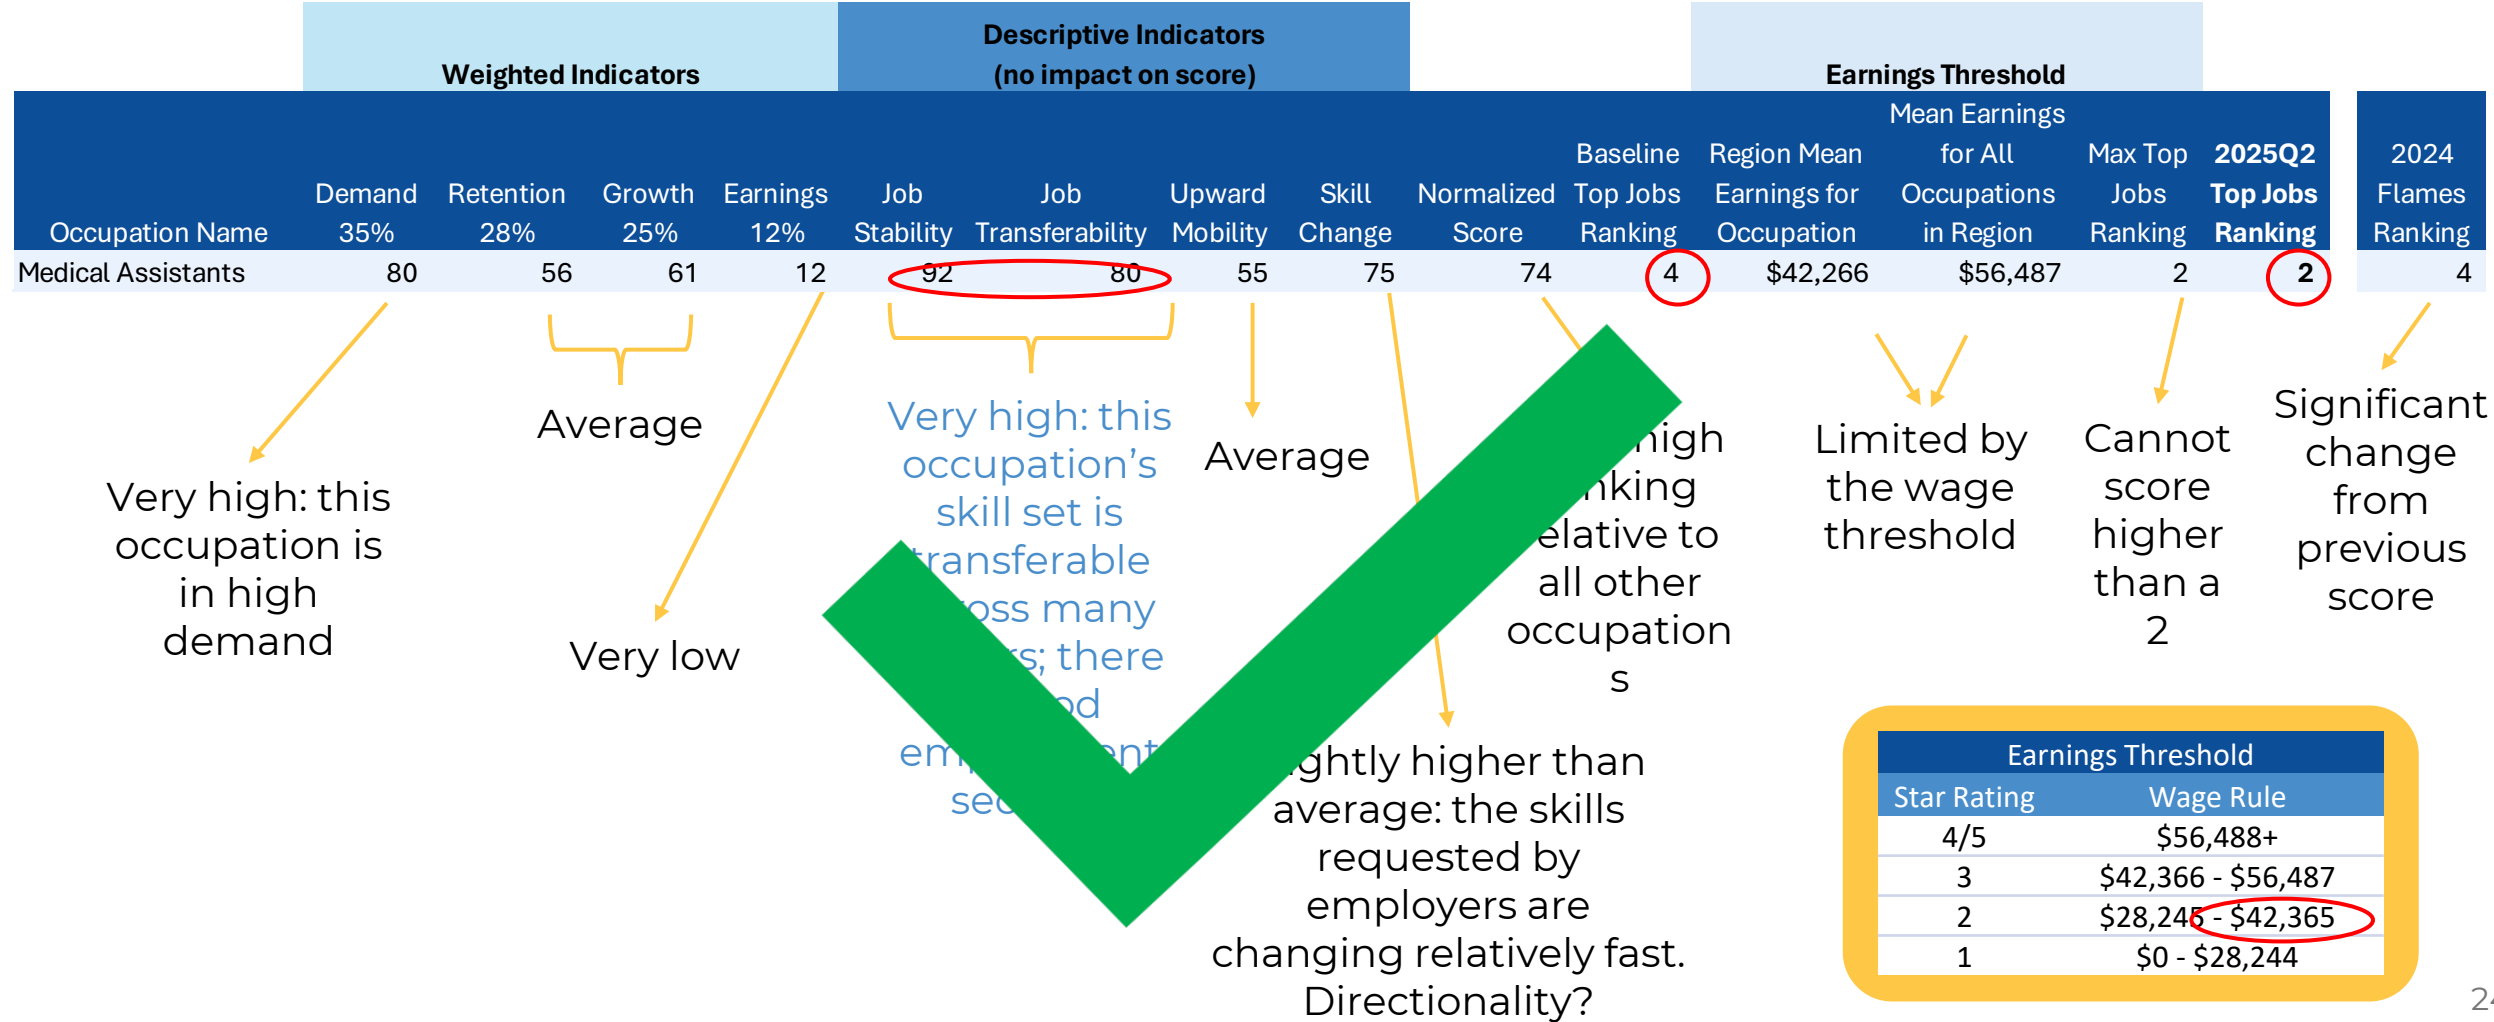 Weighted Indicators
Descriptive Indicators
(no impact on score)
Earnings Threshold
Occupation Name
Demand
35%
Retention
28%
Growth
25%
Earnings
12%
Job
Stability
Job
Transferability
Upward
Mobility
Skill
Change
Normalized
Score
Baseline
Top Jobs
Ranking
Region Mean
Earnings for
Occupation
Mean Earnings
for All
Occupations
in Region
Max Top
Jobs
Ranking
2025Q2
Top Jobs
Ranking
2024
Flames
Ranking
Medical Assistants 80 56 61 12 92 80 55 75 74 4 $42,266 $56,487 2 2 4
Very high: this
occupation is
in high
demand
Average
Very low
Very high: this
occupation's
skill set is
transferable
many
there
Average
higher than
average: the skills
requested by
employers are
changing relatively fast.
Directionality?
high
to
all other
occupation
s
Limited by
the wage
threshold
Cannot
score
higher
than a
2
Significant
change
from
previous
score
Earnings Threshold
Star Rating Wage Rule
4/5 $56,488+
3 $42,366 - $56,487
2 $28,245 - $42,365
1 $0 - $28,244